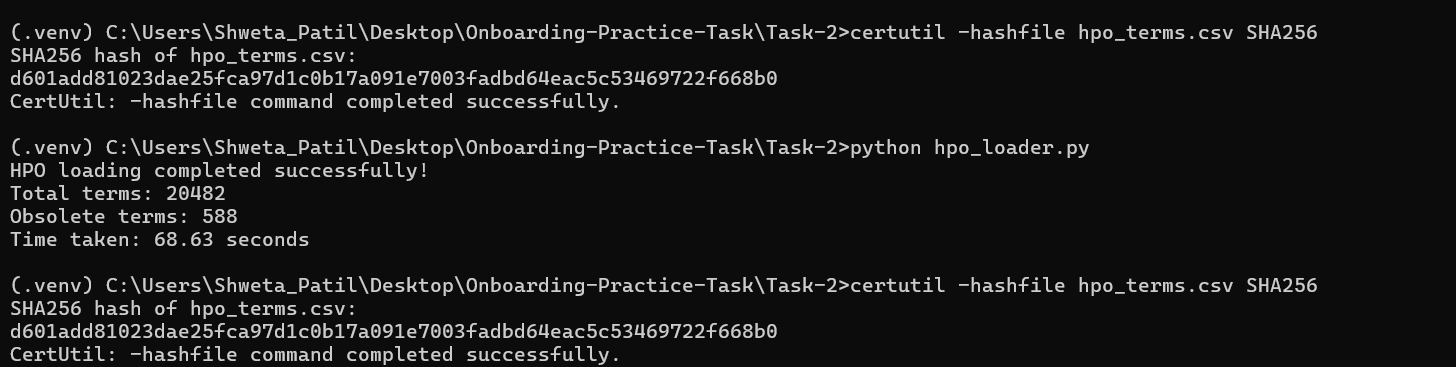 (.venv) C:\Users\Shweta_Patil\Desktop\Onboarding-Practice-Task\Task-2>certutil -hashfile hpo_terms.csv SHA256
SHA256 hash of hpo_terms.csv:
d601add81023dae25fca97d1c0b17a091e7003fadbd64eac5c53469722f668b0
CertUtil: -hashfile command completed successfully.
(.venv) C:\Users\Shweta_Patil\Desktop\Onboarding-Practice-Task\Task-2>python hpo_loader.py
HPO loading completed successfully!
Total terms: 20482
Obsolete terms: 588
Time taken: 68.63 seconds
(.venv) C:\Users\Shweta_Patil\Desktop\Onboarding-Practice-Task\Task-2>certutil -hashfile hpo_terms.csv SHA256
SHA256 hash of hpo_terms.csv:
d601add81023dae25fca97d1c0b17a091e7003fadbd64eac5c53469722f668b0
CertUtil: -hashfile command completed successfully.